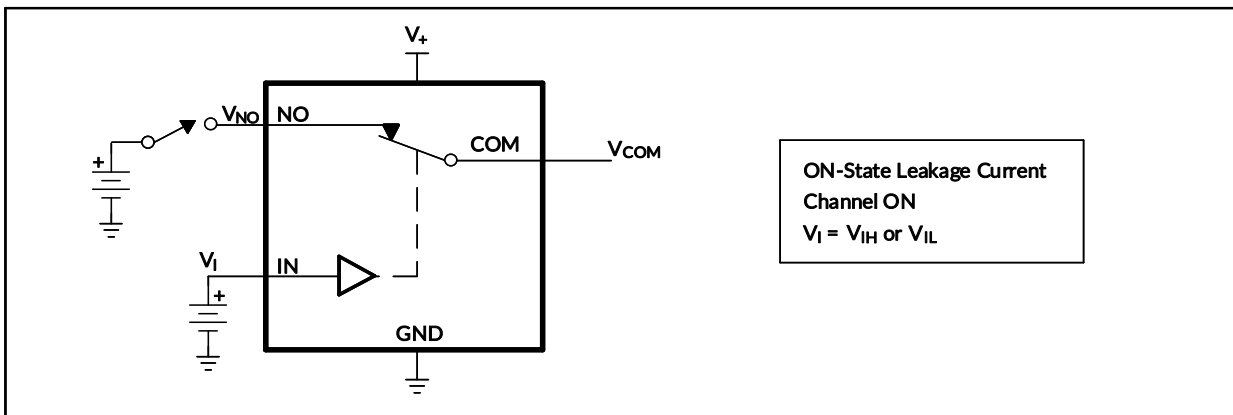 V+
VNO NO
COM
VCOM
+
VI IN
+
GND
ON-State Leakage Current
Channel ON
VI = VIH or VIL